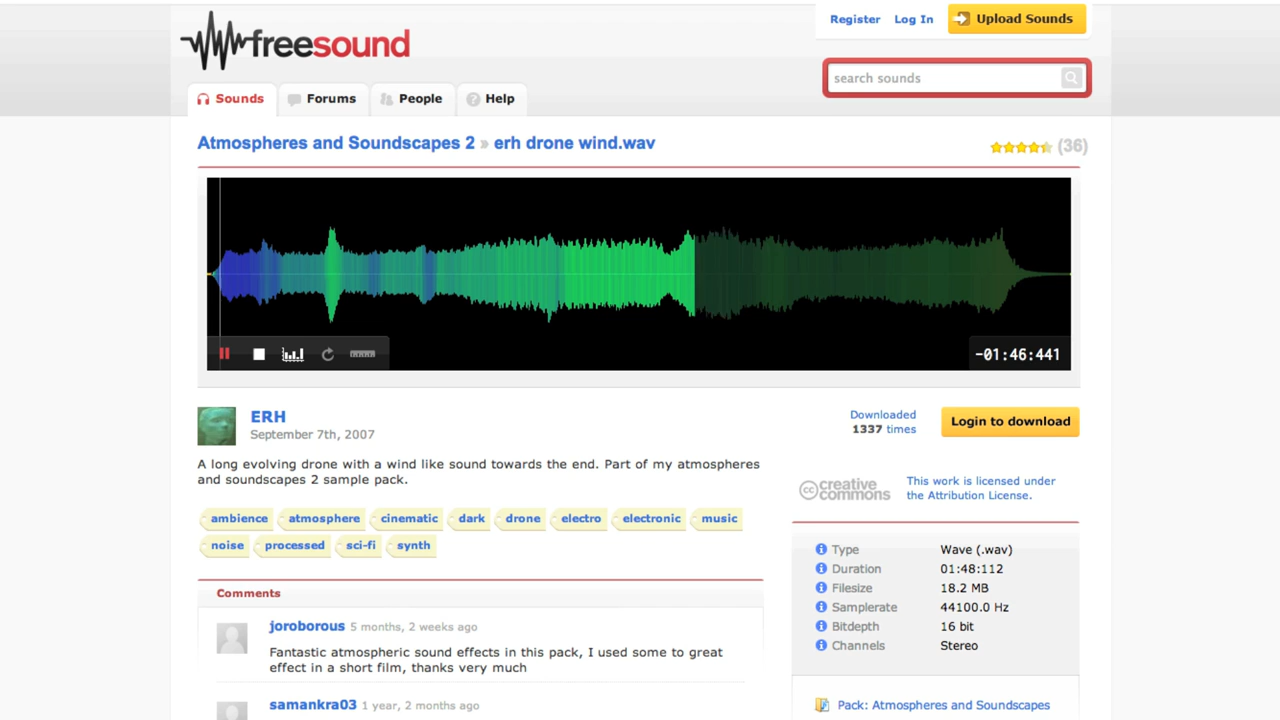 Register Log In Upload Sounds
freesound
search sounds
Sounds Forums People Help
Atmospheres and Soundscapes 2 » erh drone wind.wav (36)
-01:46:441
ERH
September 7th, 2007
Downloaded
1337 times
Login to download
A long evolving drone with a wind like sound towards the end. Part of my atmospheres
and soundscapes 2 sample pack.
cc creative commons
This work is licensed under
the Attribution License.
ambience atmosphere cinematic dark drone electro electronic music
noise processed sci-fi synth
Type Wave (.wav)
Duration 01:48:112
Filesize 18.2 MB
Samplerate 44100.0 Hz
Bitdepth 16 bit
Channels Stereo
Comments
joroborous 5 months, 2 weeks ago
Fantastic atmospheric sound effects in this pack, I used some to great
effect in a short film, thanks very much
samankra03 1 year, 2 months ago
Pack: Atmospheres and Soundscapes